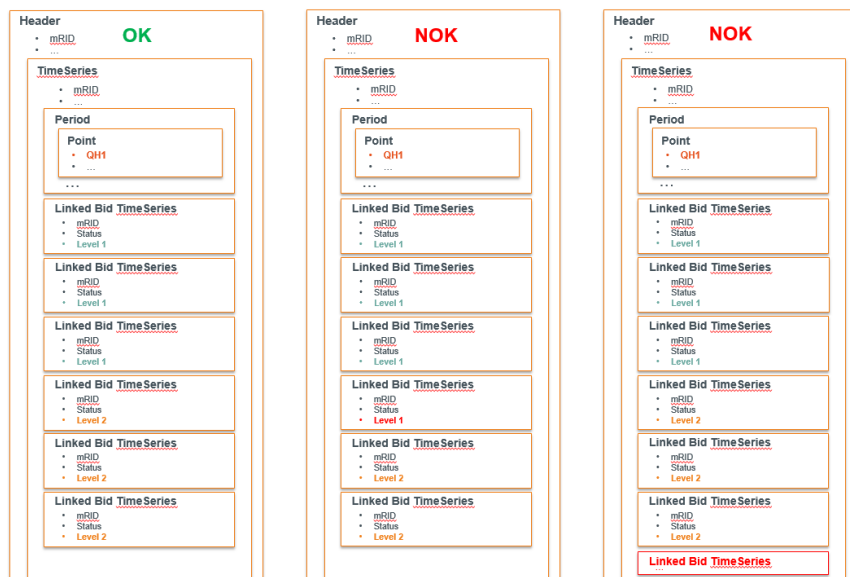 Header
• mRID
• ...
OK
TimeSeries
• mRID
• ...
Period
Point
• QH1
• ...
...
Linked Bid TimeSeries
• mRID
• Status
• Level 1
Linked Bid TimeSeries
• mRID
• Status
• Level 1
Linked Bid TimeSeries
• mRID
• Status
• Level 1
Linked Bid TimeSeries
• mRID
• Status
• Level 2
Linked Bid TimeSeries
• mRID
• Status
• Level 2
Linked Bid TimeSeries
• mRID
• Status
• Level 2
Header
• mRID
• ...
NOK
TimeSeries
• mRID
• ...
Period
Point
• QH1
• ...
...
Linked Bid TimeSeries
• mRID
• Status
• Level 1
Linked Bid TimeSeries
• mRID
• Status
• Level 1
Linked Bid TimeSeries
• mRID
• Status
• Level 1
Linked Bid TimeSeries
• mRID
• Status
• Level 1
Linked Bid TimeSeries
• mRID
• Status
• Level 2
Linked Bid TimeSeries
• mRID
• Status
• Level 2
Header
• mRID
• ...
NOK
TimeSeries
• mRID
• ...
Period
Point
• QH1
• ...
...
Linked Bid TimeSeries
• mRID
• Status
• Level 1
Linked Bid TimeSeries
• mRID
• Status
• Level 1
Linked Bid TimeSeries
• mRID
• Status
• Level 1
Linked Bid TimeSeries
• mRID
• Status
• Level 2
Linked Bid TimeSeries
• mRID
• Status
• Level 2
Linked Bid TimeSeries
• mRID
• Status
• Level 2
Linked Bid TimeSeries
...